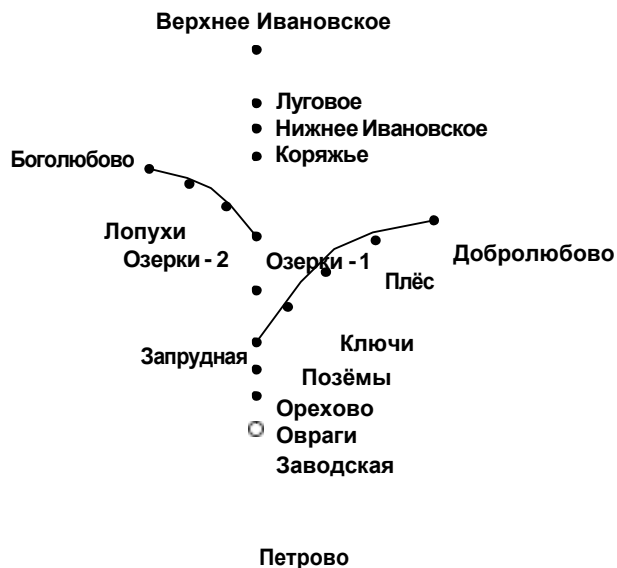 Верхнее Ивановское
Луговое
Нижнее Ивановское
Коряжье
Боголюбово
Лопухи
Озерки - 2
Озерки - 1
Добролюбово
Плёс
Запрудная
Ключи
Позёмы
Орехово
Овраги
Заводская
Петрово